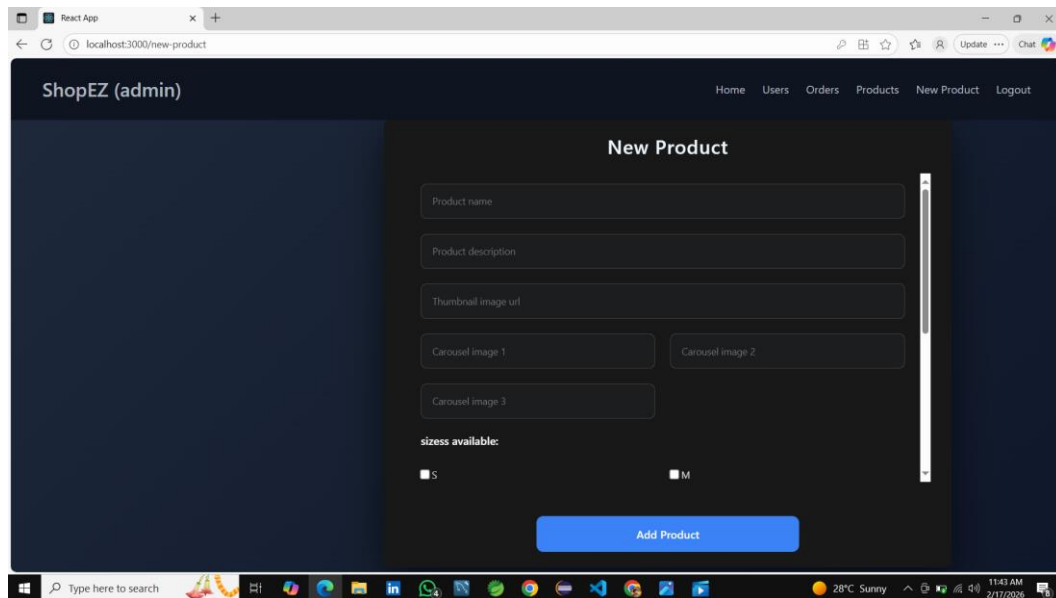 React App
localhost:3000/new-product
Update
Chat
ShopEZ (admin)
Home Users Orders Products New Product Logout
New Product
Product name
Product description
Thumbnail image url
Carousel image 1 Carousel image 2
Carousel image 3
sizess available:
S M
Add Product
Type here to search
in
4
28°C Sunny
11:43 AM
2/17/2026